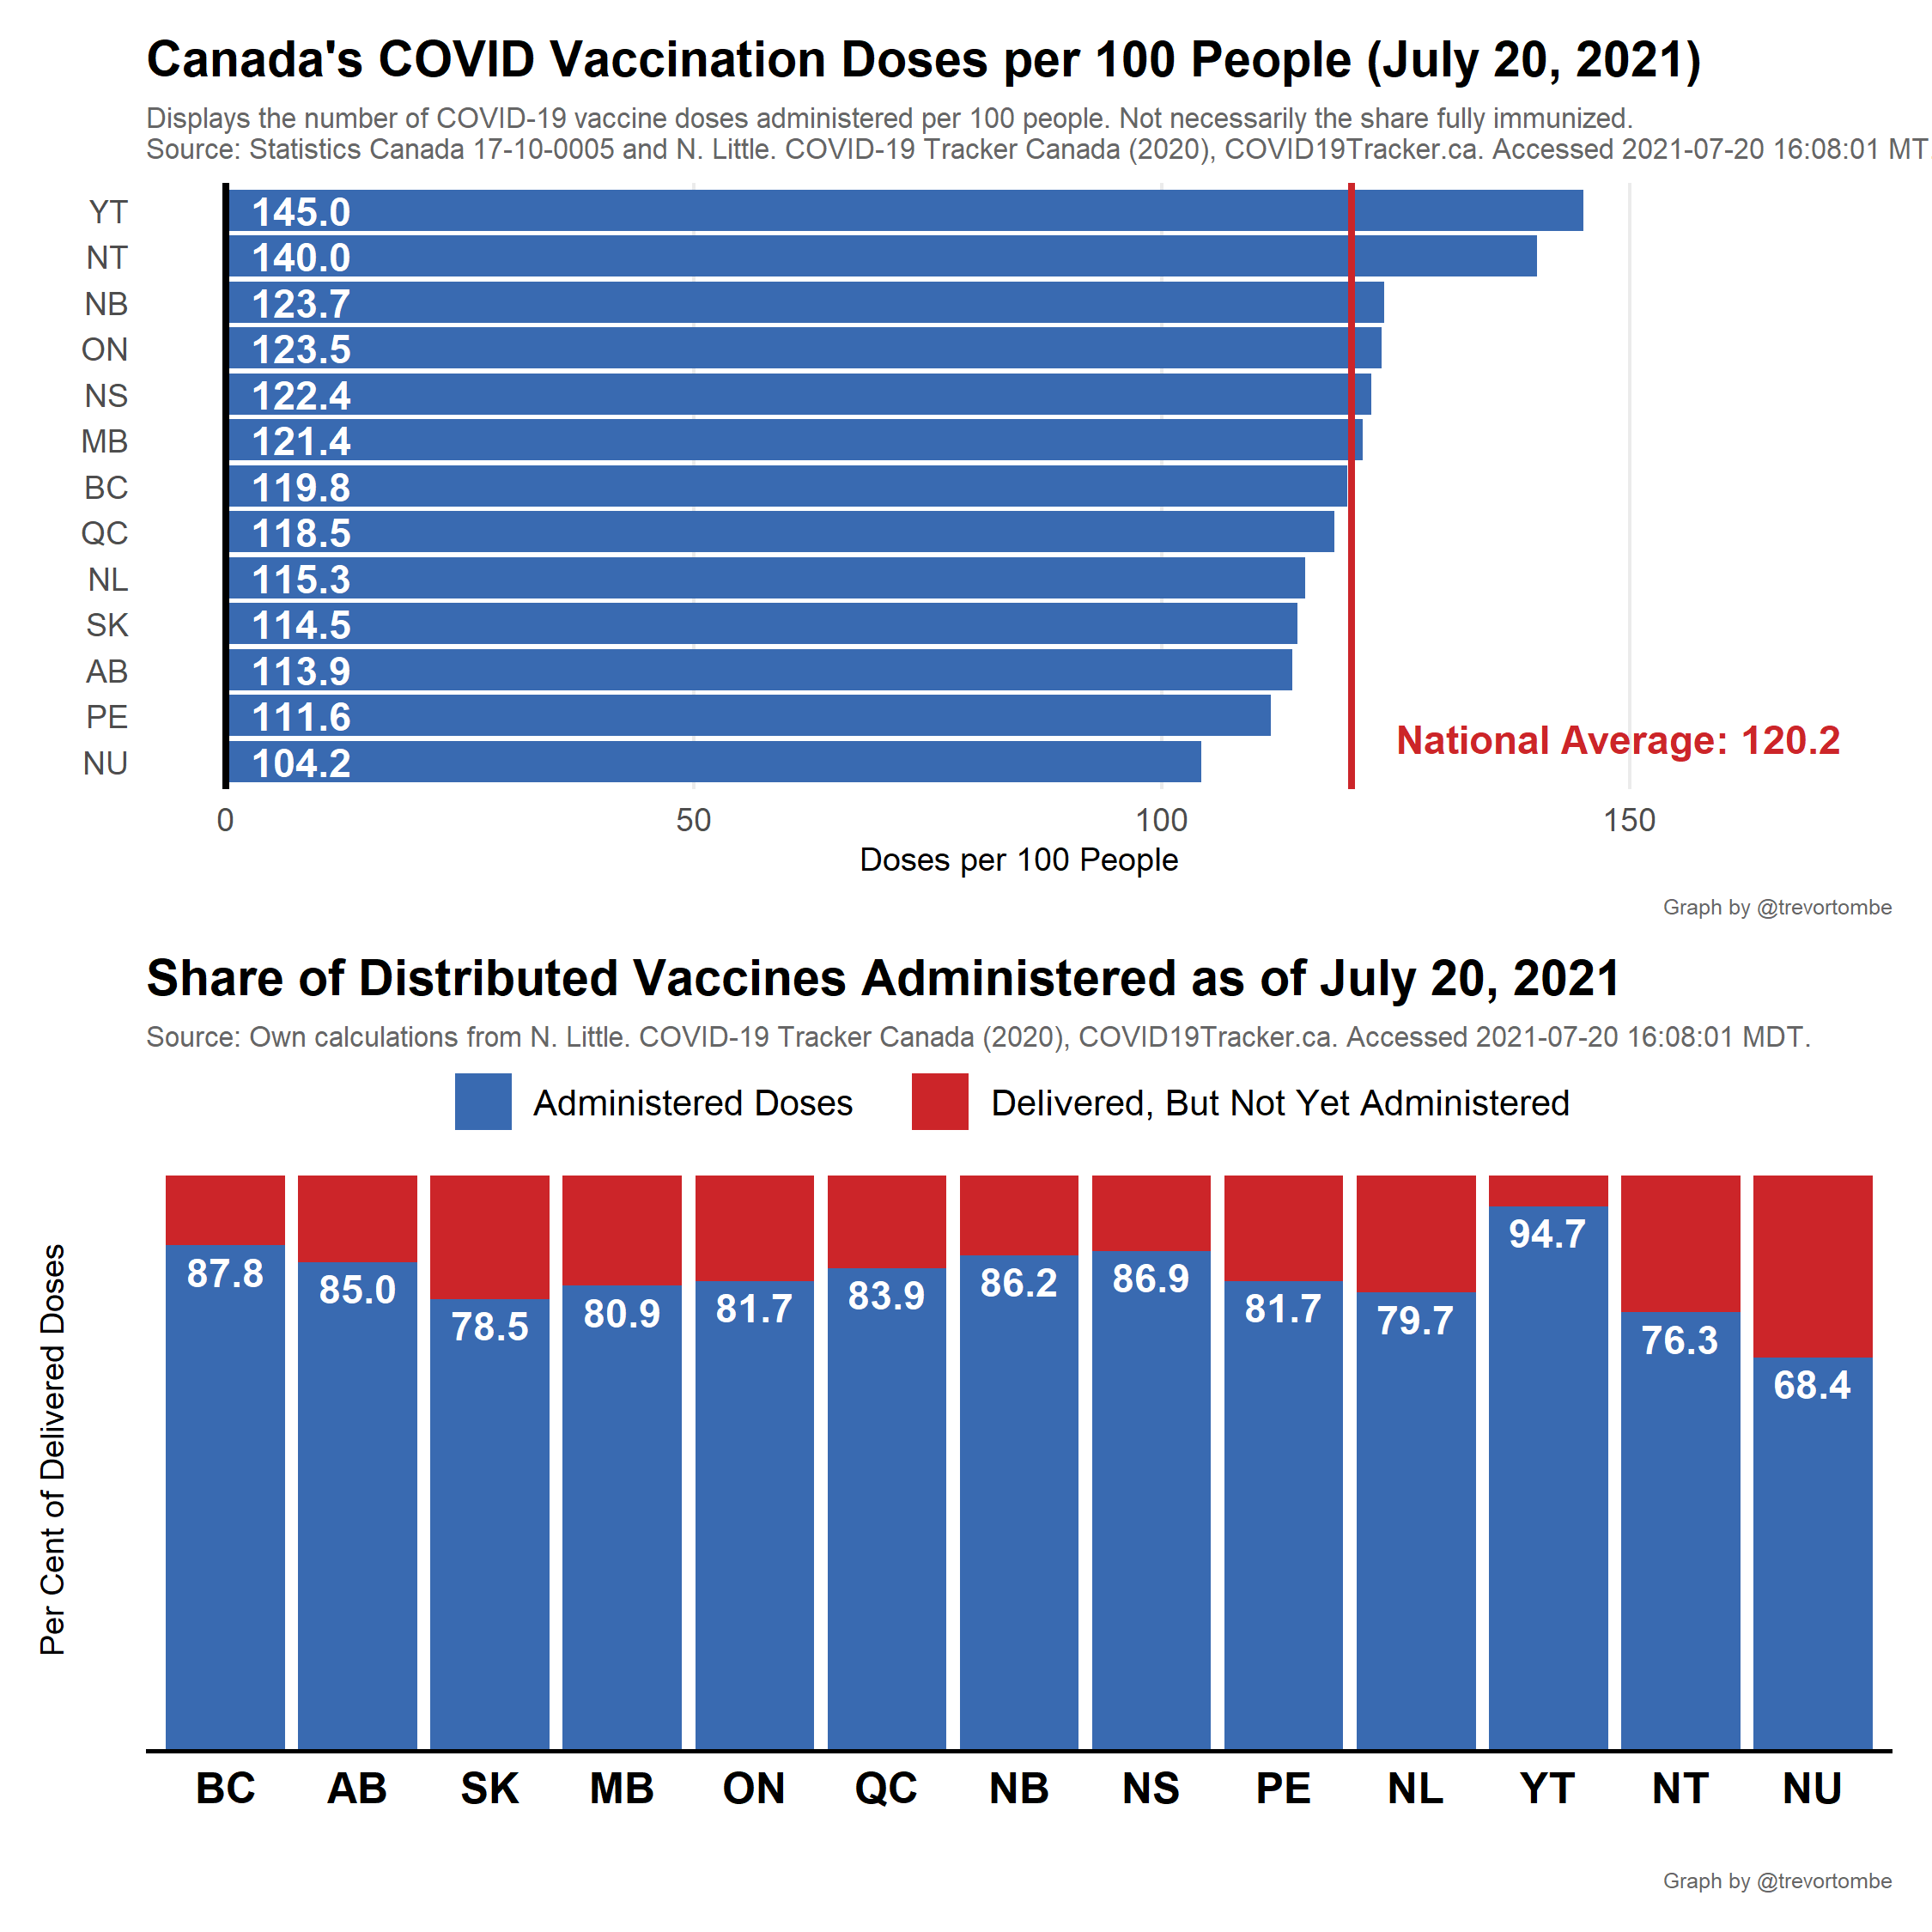 Canada's COVID Vaccination Doses per 100 People (July 20, 2021)
Displays the number of COVID-19 vaccine doses administered per 100 people. Not necessarily the share fully immunized.
Source: Statistics Canada 17-10-0005 and N. Little. COVID-19 Tracker Canada (2020), COVID19Tracker.ca. Accessed 2021-07-20 16:08:01 MT
YT 145.0
NT 140.0
NB 123.7
ON 123.5
NS 122.4
MB 121.4
BC 119.8
QC 118.5
NL 115.3
SK 114.5
AB 113.9
PE 111.6
National Average: 120.2
NU 104.2
0 50 100 150
Doses per 100 People
Graph by @trevortombe
Share of Distributed Vaccines Administered as of July 20, 2021
Source: Own calculations from N. Little. COVID-19 Tracker Canada (2020), COVID19Tracker.ca. Accessed 2021-07-20 16:08:01 MDT.
Administered Doses Delivered, But Not Yet Administered
Per Cent of Delivered Doses
87.8 85.0 78.5 80.9 81.7 83.9 86.2 86.9 81.7 79.7 94.7 76.3 68.4
BC AB SK MB ON QC NB NS PE NL YT NT NU
Graph by @trevortombe